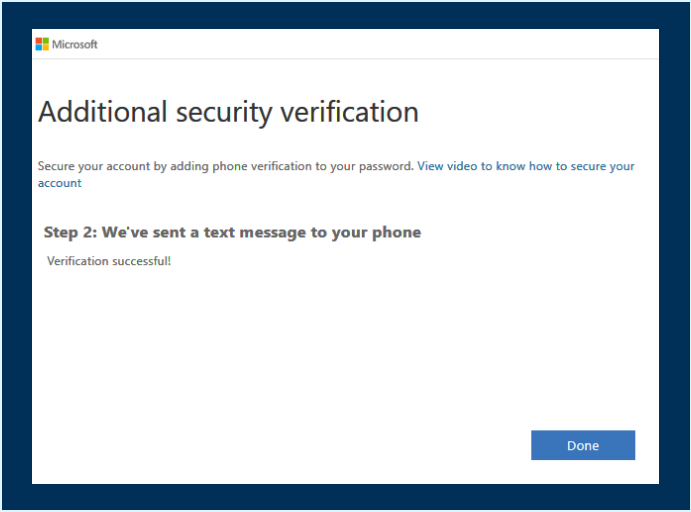 Microsoft
Additional security verification
Secure your account by adding phone verification to your password. View video to know how to secure your
account
Step 2: We've sent a text message to your phone
Verification successful!
Done